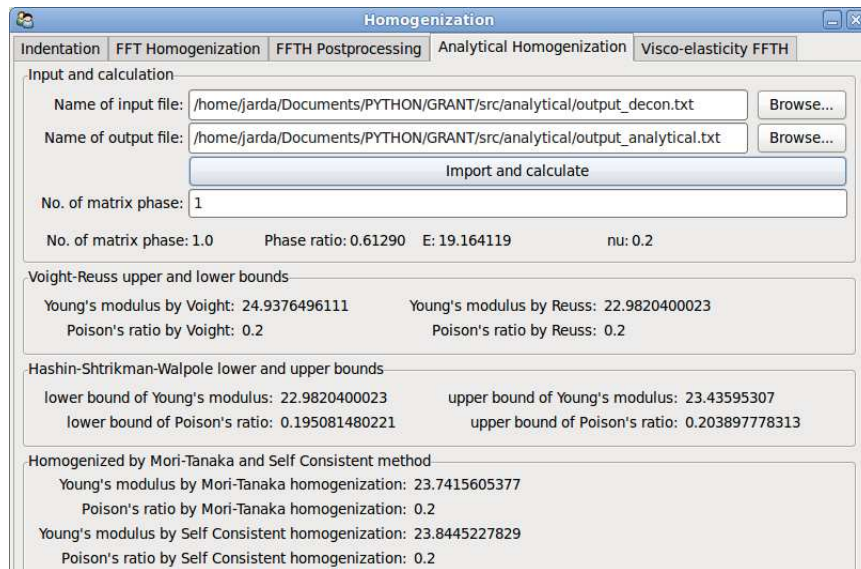 Homogenization
Indentation FFT Homogenization FFTH Postprocessing Analytical Homogenization Visco-elasticity FFTH
Input and calculation
Name of input file: /home/jarda/Documents/PYTHON/GRANT/src/analytical/output_decon.txt Browse...
Name of output file: /home/jarda/Documents/PYTHON/GRANT/src/analytical/output_analytical.txt Browse...
Import and calculate
No. of matrix phase: 1
No. of matrix phase: 1.0 Phase ratio: 0.61290 E: 19.164119 nu: 0.2
Voight-Reuss upper and lower bounds
Young's modulus by Voight: 24.9376496111 Young's modulus by Reuss: 22.9820400023
Poison's ratio by Voight: 0.2 Poison's ratio by Reuss: 0.2
Hashin-Shtrikman-Walpole lower and upper bounds
lower bound of Young's modulus: 22.9820400023 upper bound of Young's modulus: 23.43595307
lower bound of Poison's ratio: 0.195081480221 upper bound of Poison's ratio: 0.203897778313
Homogenized by Mori-Tanaka and Self Consistent method
Young's modulus by Mori-Tanaka homogenization: 23.7415605377
Poison's ratio by Mori-Tanaka homogenization: 0.2
Young's modulus by Self Consistent homogenization: 23.8445227829
Poison's ratio by Self Consistent homogenization: 0.2